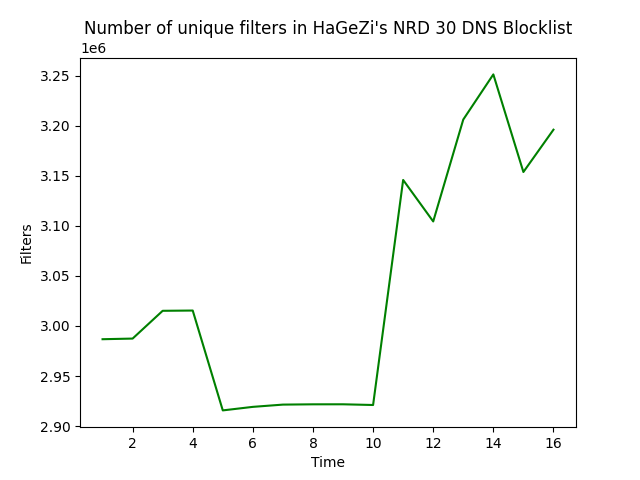 Number of unique filters in HaGeZi's NRD 30 DNS Blocklist
1e6
3.25
3.20
3.15
3.10
3.05
3.00
2.95
2.90
Filters
2 4 6 8 10 12 14 16
Time